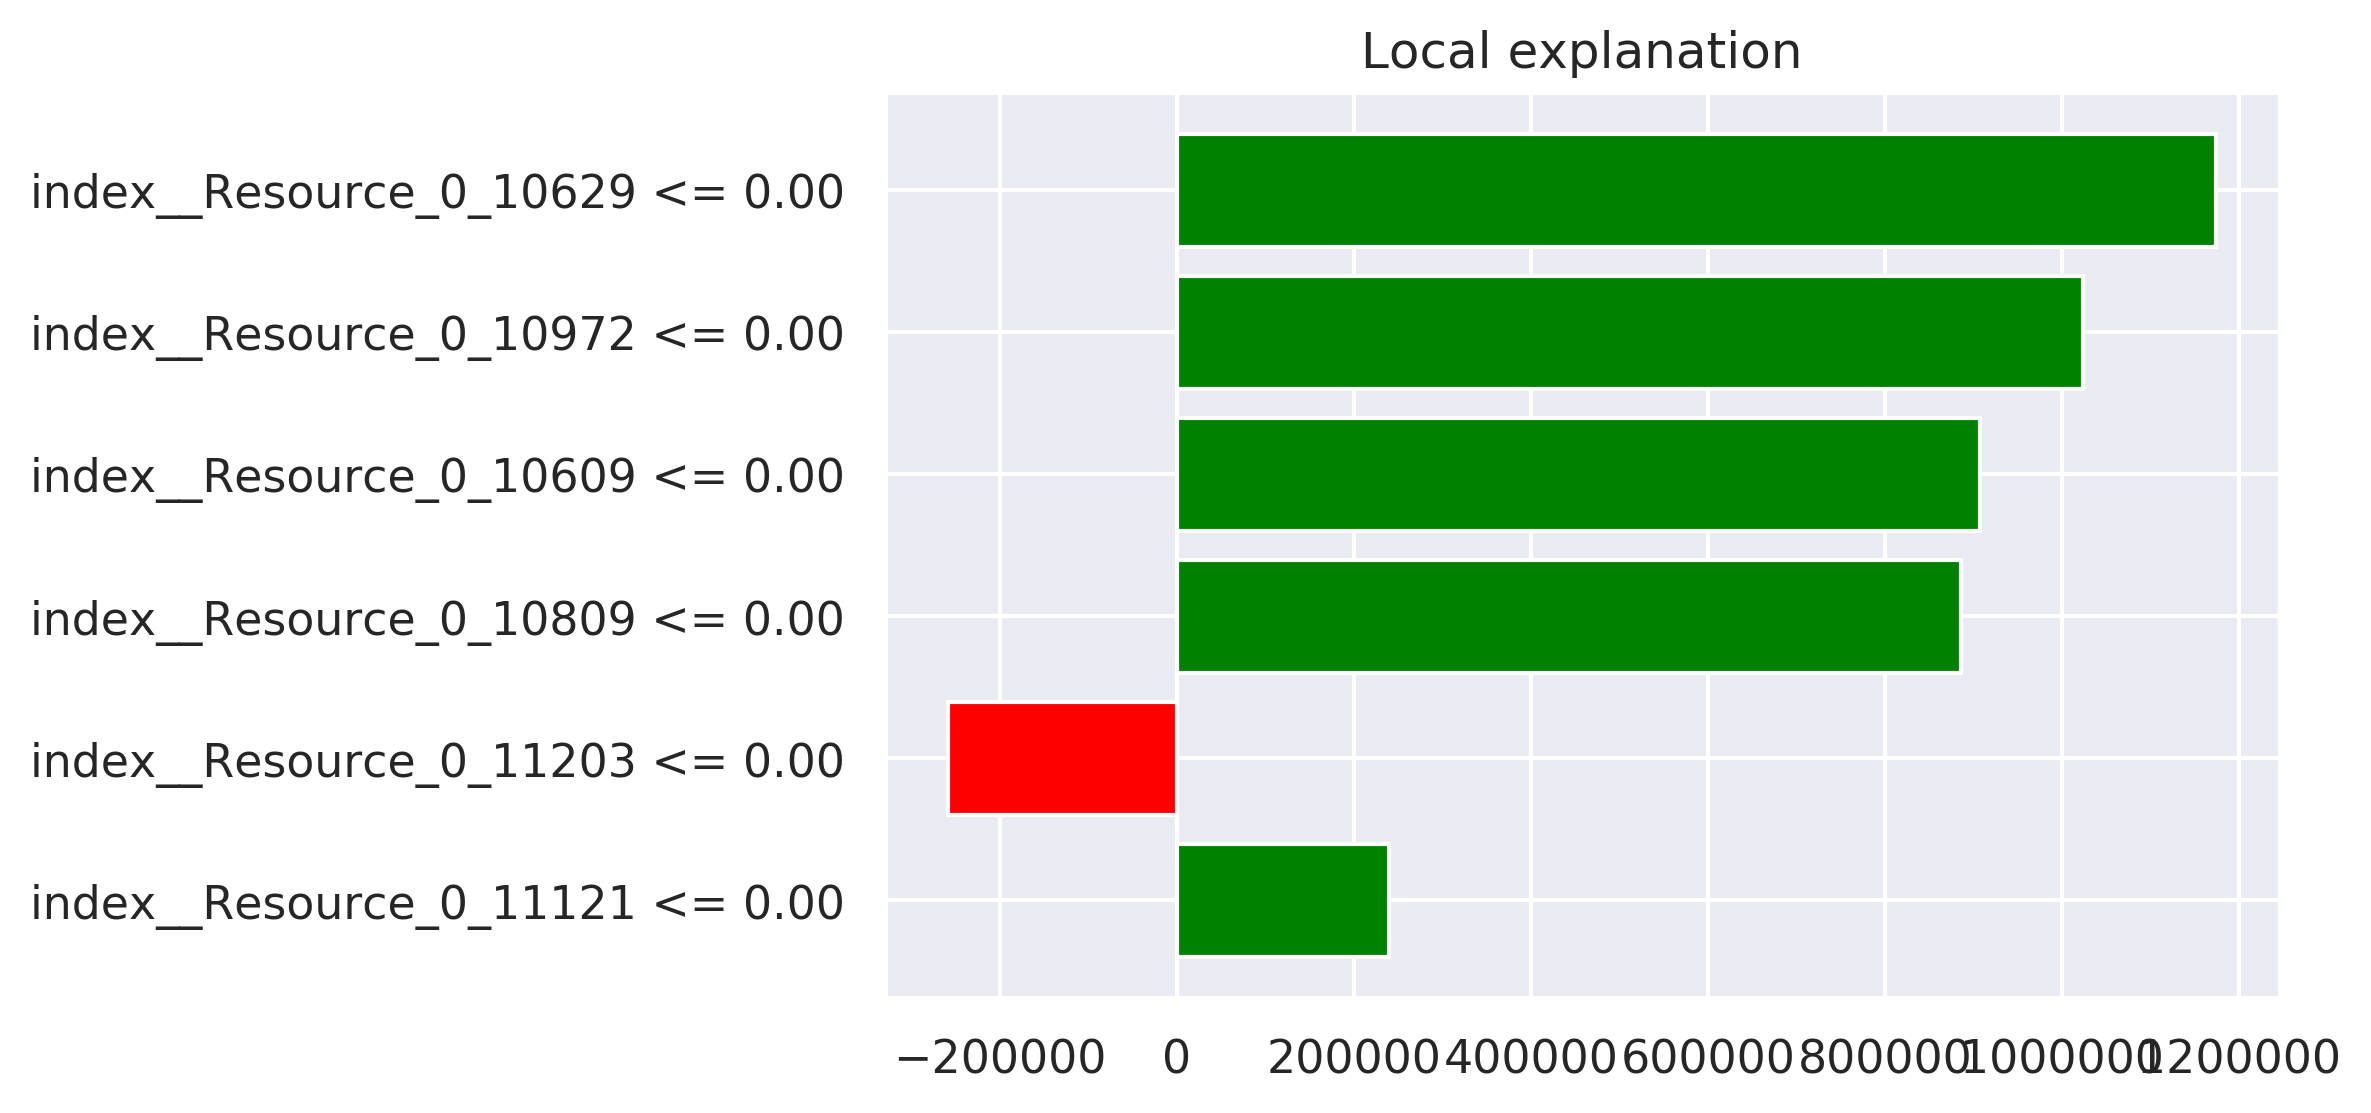 Local explanation
index__Resource_0_10629 <= 0.00
index__Resource_0_10972 <= 0.00
index__Resource_0_10609 <= 0.00
index__Resource_0_10809 <= 0.00
index__Resource_0_11203 <= 0.00
index__Resource_0_11121 <= 0.00
−200000 0 200000 400000 600000 800000 1000000 1200000